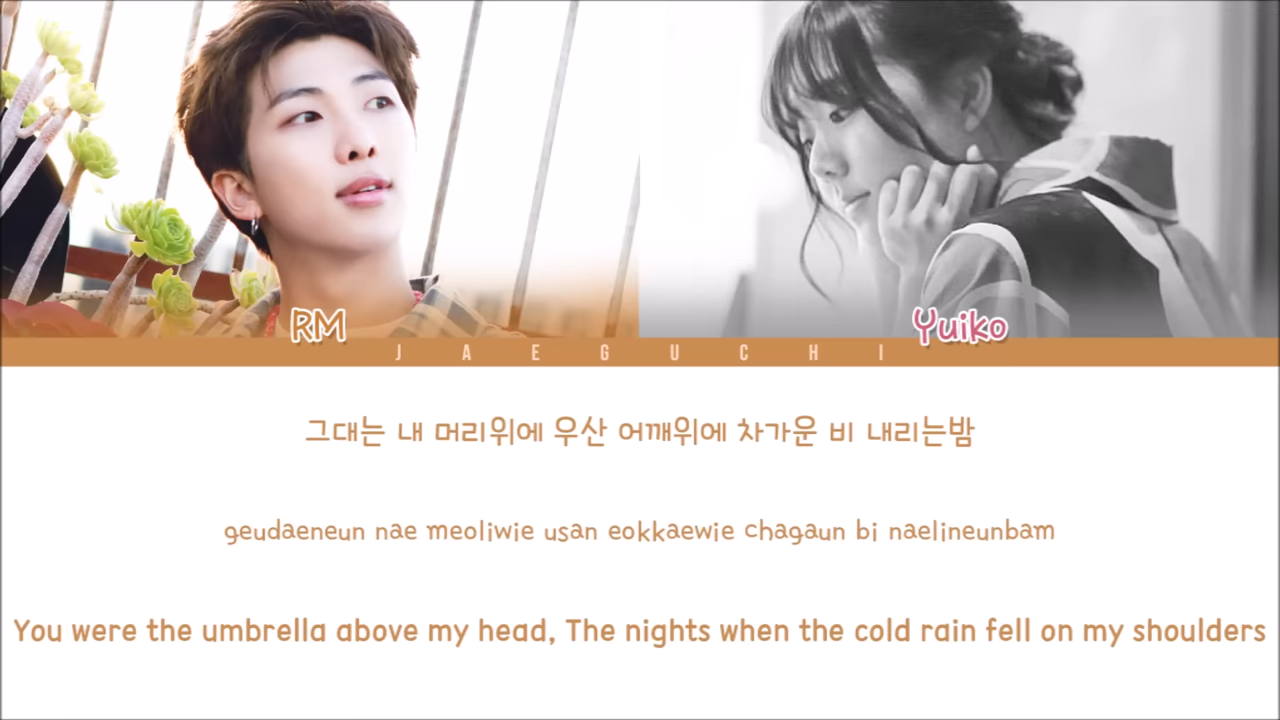 RM
Yuiko
J A E G U C H I
그대는 내 머리위에 우산 어깨위에 차가운 비 내리는밤
geudaeneun nae meoliwie usan eokkaewie chagaun bi naelineunbam
You were the umbrella above my head, The nights when the cold rain fell on my shoulders